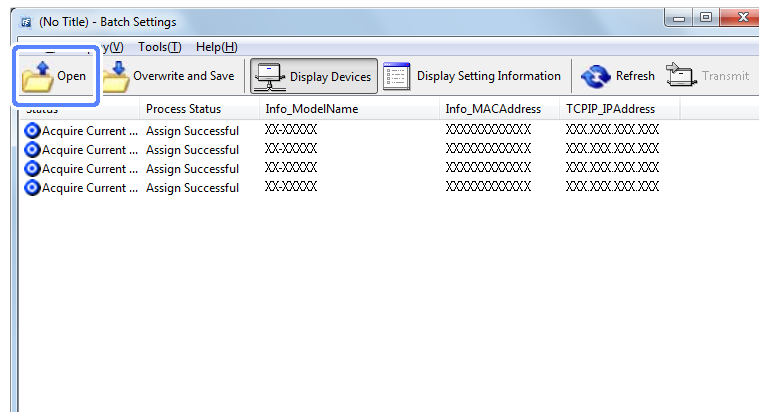 (No Title) - Batch Settings
y(V) Tools(T) Help(H)
Open Overwrite and Save Display Devices Display Setting Information Refresh Transmit
Status Process Status Info_ModelName Info_MACAddress TCPIP_IPAddress
Acquire Current ... Assign Successful XX-XXXXX XXXXXXXXXXXX XXX.XXX.XXX.XXX
Acquire Current ... Assign Successful XX-XXXXX XXXXXXXXXXXX XXX.XXX.XXX.XXX
Acquire Current ... Assign Successful XX-XXXXX XXXXXXXXXXXX XXX.XXX.XXX.XXX
Acquire Current ... Assign Successful XX-XXXXX XXXXXXXXXXXX XXX.XXX.XXX.XXX